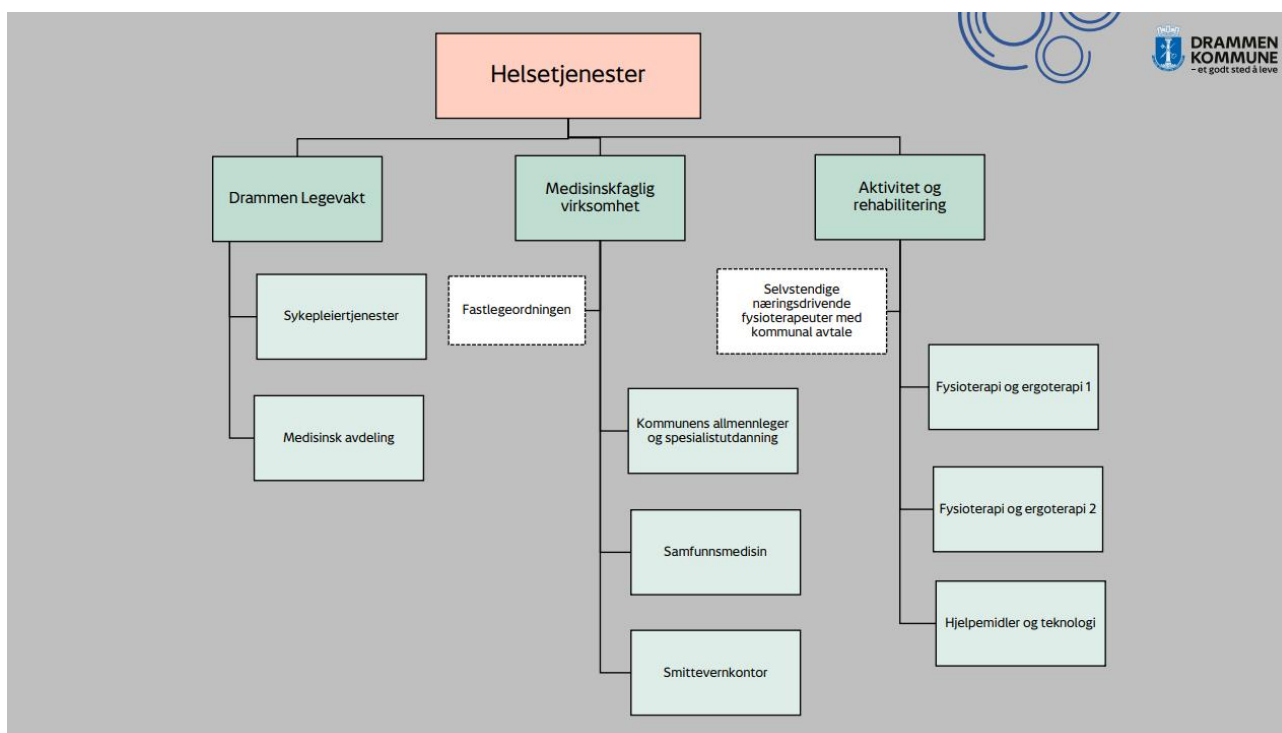 DRAMMEN
KOMMUNE
– et godt sted å leve
Helsetjenester
Drammen Legevakt
Medisinskfaglig
virksomhet
Aktivitet og
rehabilitering
Sykepleiertjenester
Medisinsk avdeling
Fastlegeordningen
Kommunens allmennleger
og spesialistutdanning
Samfunnsmedisin
Smittevernkontor
Selvstendige
næringsdrivende
fysioterapeuter med
kommunal avtale
Fysioterapi og ergoterapi 1
Fysioterapi og ergoterapi 2
Hjelpemidler og teknologi